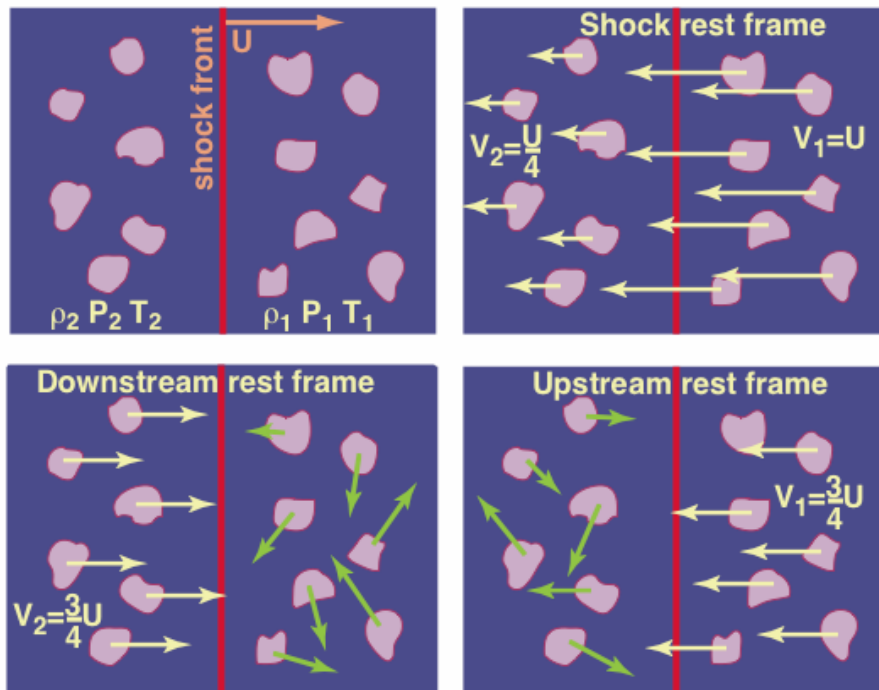 shock front
U
ρ₂ P₂ T₂
ρ₁ P₁ T₁
Shock rest frame
V₂=U/4
V₁=U
Downstream rest frame
V₂=3/4U
Upstream rest frame
V₁=3/4U